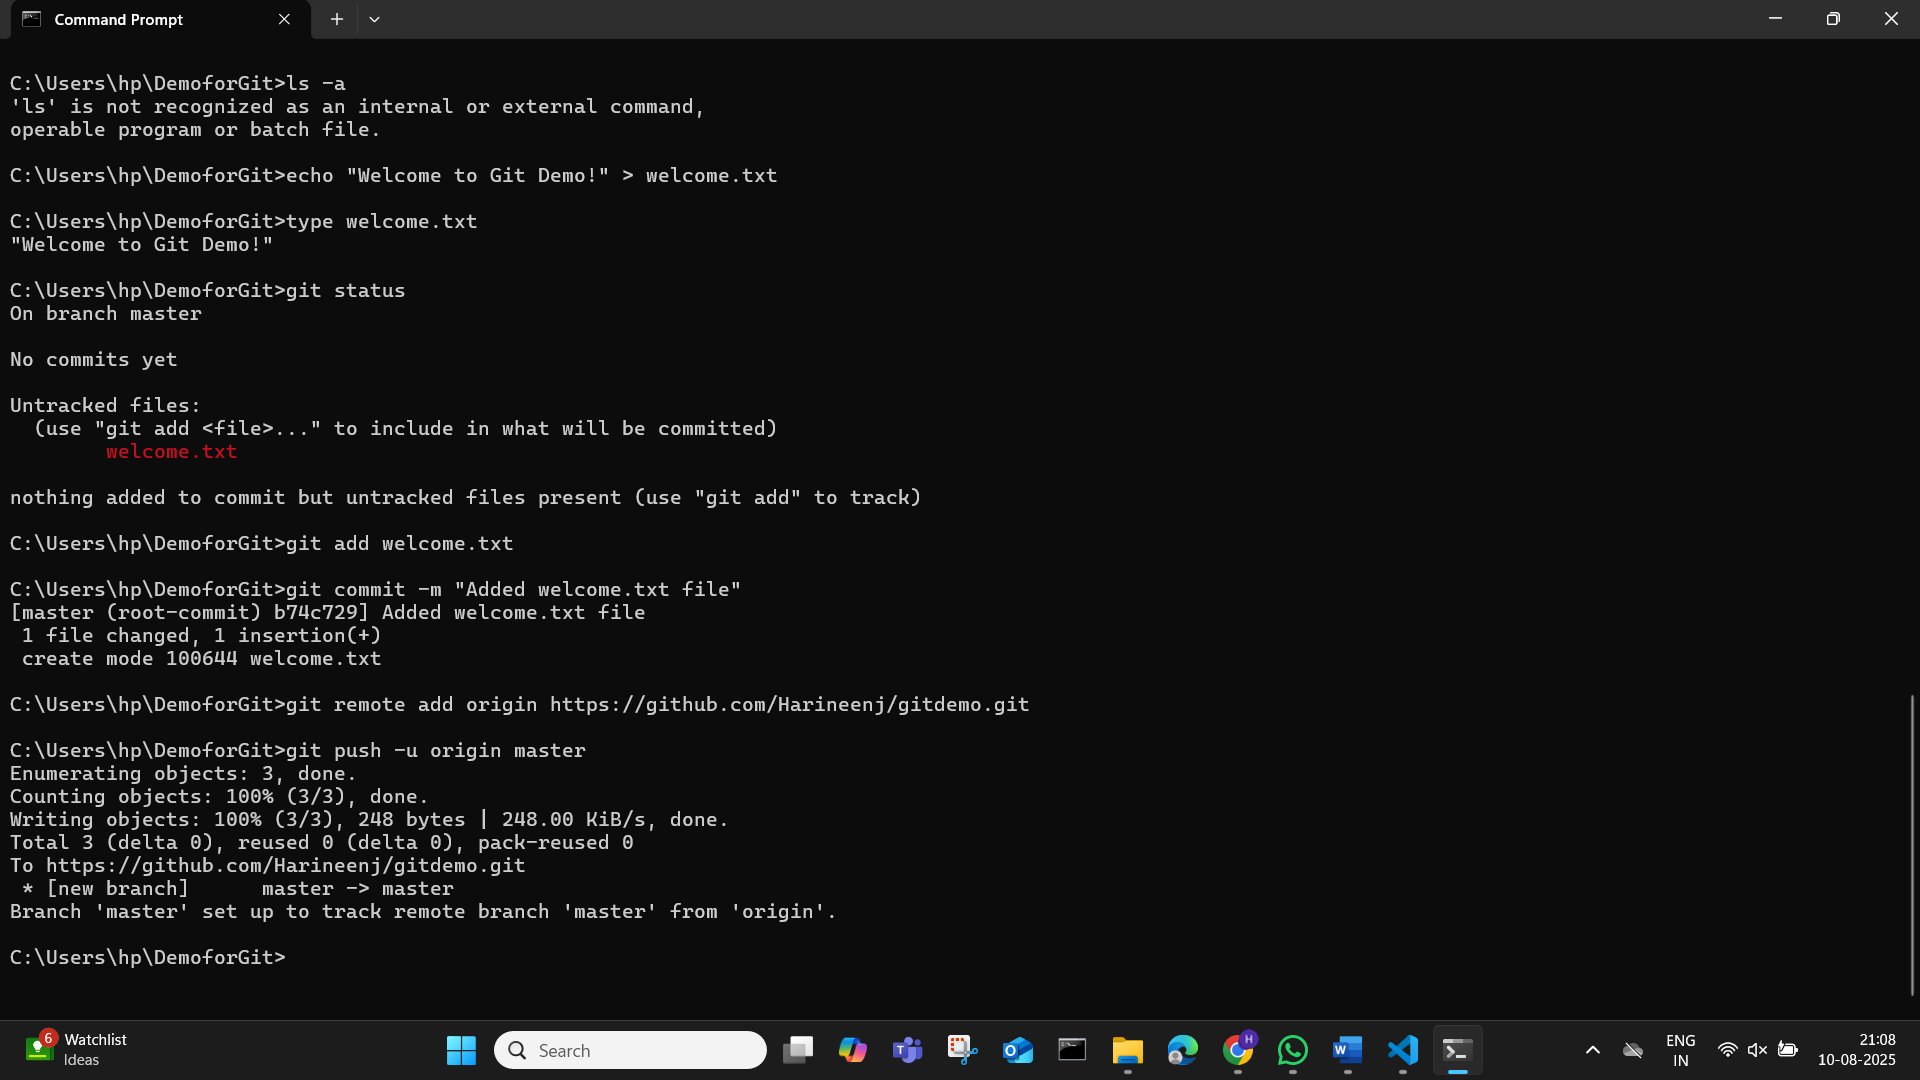 Command Prompt
C:\Users\hp\DemoforGit>ls -a
'ls' is not recognized as an internal or external command,
operable program or batch file.
C:\Users\hp\DemoforGit>echo "Welcome to Git Demo!" > welcome.txt
C:\Users\hp\DemoforGit>type welcome.txt
"Welcome to Git Demo!"
C:\Users\hp\DemoforGit>git status
On branch master
No commits yet
Untracked files:
  (use "git add <file>..." to include in what will be committed)
        welcome.txt
nothing added to commit but untracked files present (use "git add" to track)
C:\Users\hp\DemoforGit>git add welcome.txt
C:\Users\hp\DemoforGit>git commit -m "Added welcome.txt file"
[master (root-commit) b74c729] Added welcome.txt file
 1 file changed, 1 insertion(+)
 create mode 100644 welcome.txt
C:\Users\hp\DemoforGit>git remote add origin https://github.com/Harineenj/gitdemo.git
C:\Users\hp\DemoforGit>git push -u origin master
Enumerating objects: 3, done.
Counting objects: 100% (3/3), done.
Writing objects: 100% (3/3), 248 bytes | 248.00 KiB/s, done.
Total 3 (delta 0), reused 0 (delta 0), pack-reused 0
To https://github.com/Harineenj/gitdemo.git
 * [new branch]      master -> master
Branch 'master' set up to track remote branch 'master' from 'origin'.
C:\Users\hp\DemoforGit>
6
Watchlist
Ideas
Search
H
ENG
IN
21:08
10-08-2025